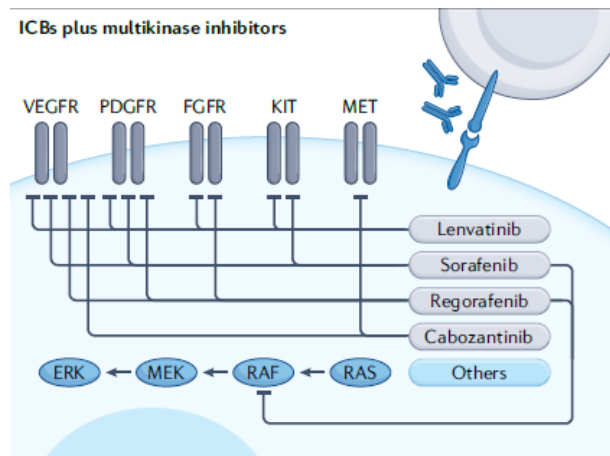 ICBs plus multikinase inhibitors
VEGFR PDGFR FGFR KIT MET
Lenvatinib
Sorafenib
Regorafenib
Cabozantinib
ERK MEK RAF RAS Others